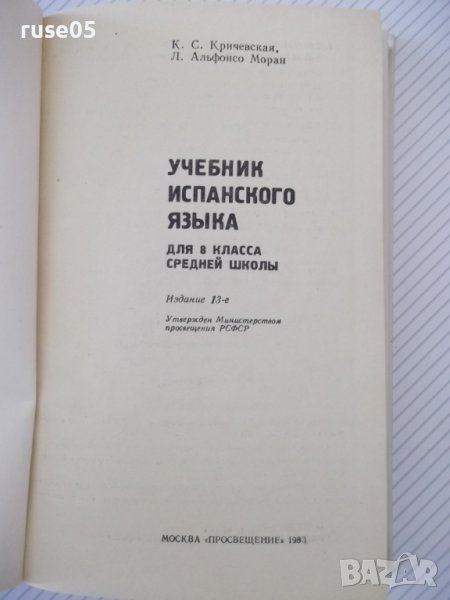 ruse05
К. С. Кричевская,
Л. Альфонсо Моран
УЧЕБНИК
ИСПАНСКОГО
ЯЗЫКА
ДЛЯ 8 КЛАССА
СРЕДНЕЙ ШКОЛЫ
Издание 13-е
Утвержден Министерством
просвещения РСФСР
МОСКВА «ПРОСВЕЩЕНИЕ» 1983
BAZAR